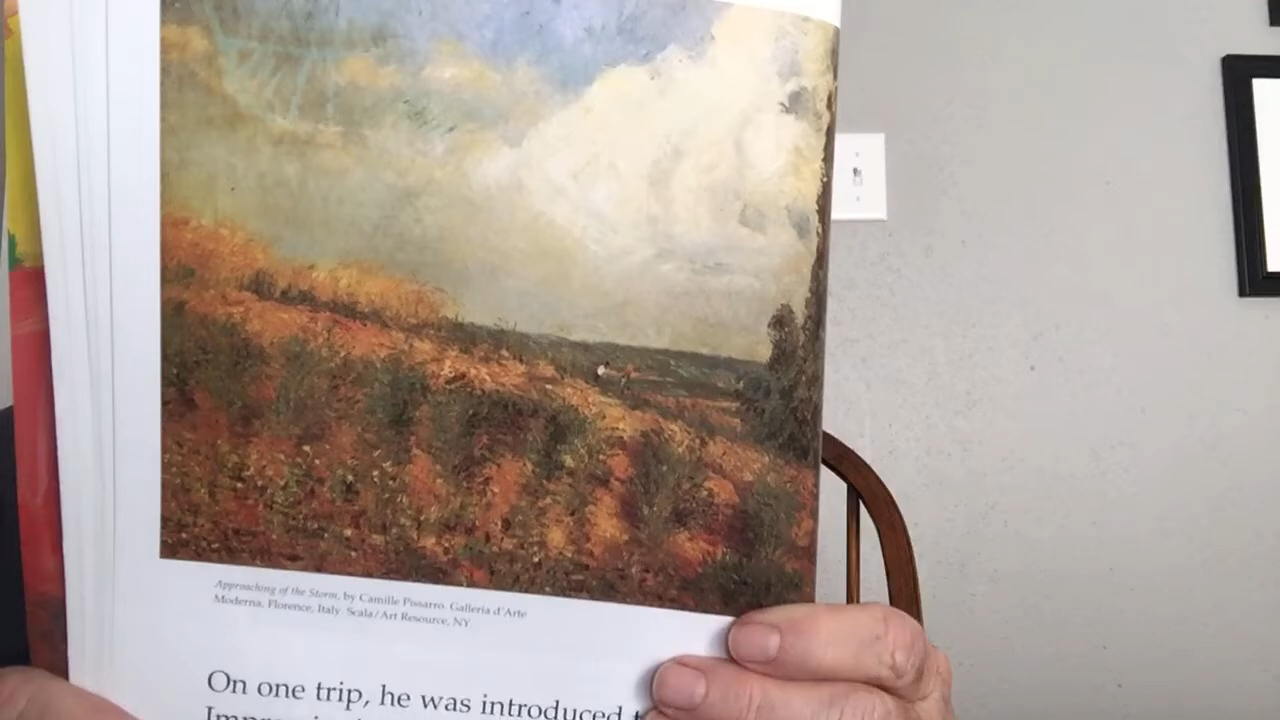 Approaching of the Storm, by Camille Pissarro. Galleria d'Arte
Moderna, Florence, Italy. Scala/Art Resource, NY.
On one trip, he was introduced